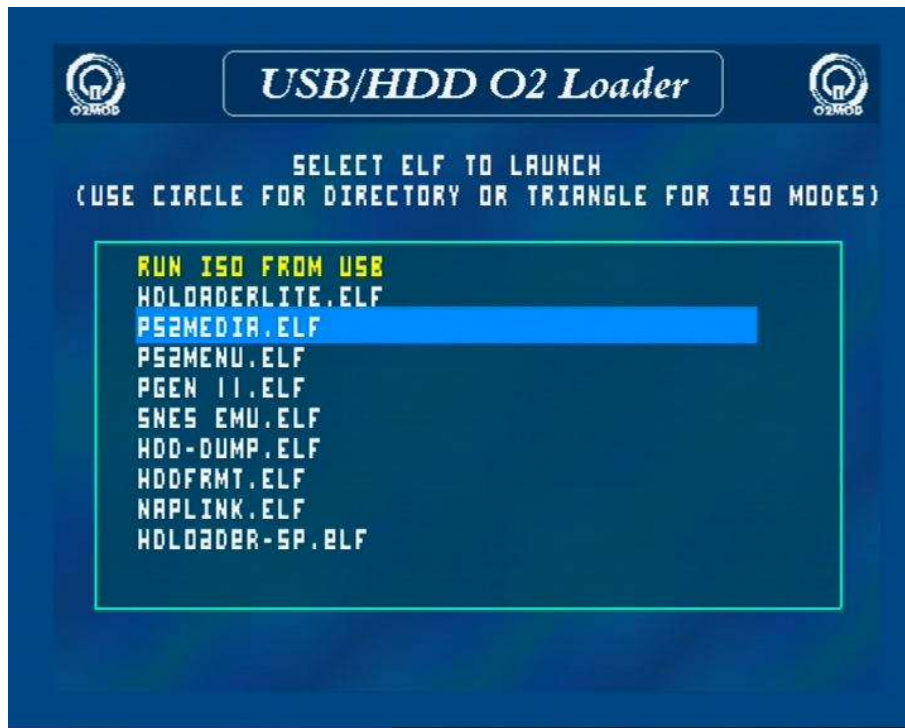 USB/HDD O2 Loader
O2MOD
O2MOD
SELECT ELF TO LAUNCH
(USE CIRCLE FOR DIRECTORY OR TRIANGLE FOR ISO MODES)
RUN ISO FROM USB
HDLOADERLITE.ELF
PS2MEDIA.ELF
PS2MENU.ELF
PGEN II.ELF
SNES EMU.ELF
HDD-DUMP.ELF
HDDFRMT.ELF
NAPLINK.ELF
HDLOaDeR-SP.eLF